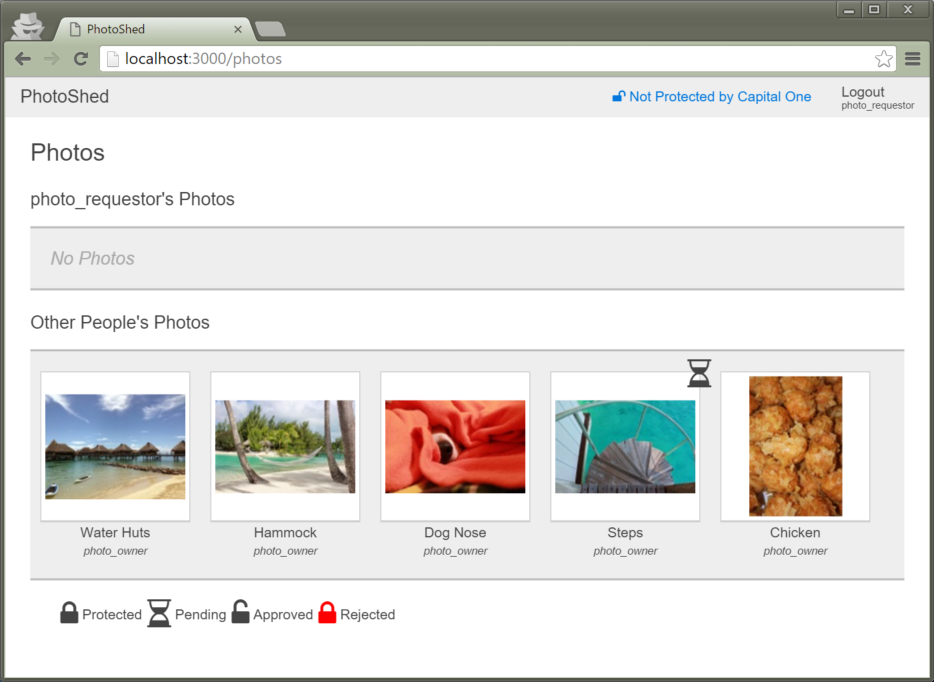 PhotoShed
localhost:3000/photos
PhotoShed
Not Protected by Capital One
Logout
photo_requestor
Photos
photo_requestor's Photos
No Photos
Other People's Photos
Water Huts
photo_owner
Hammock
photo_owner
Dog Nose
photo_owner
Steps
photo_owner
Chicken
photo_owner
Protected Pending Approved Rejected